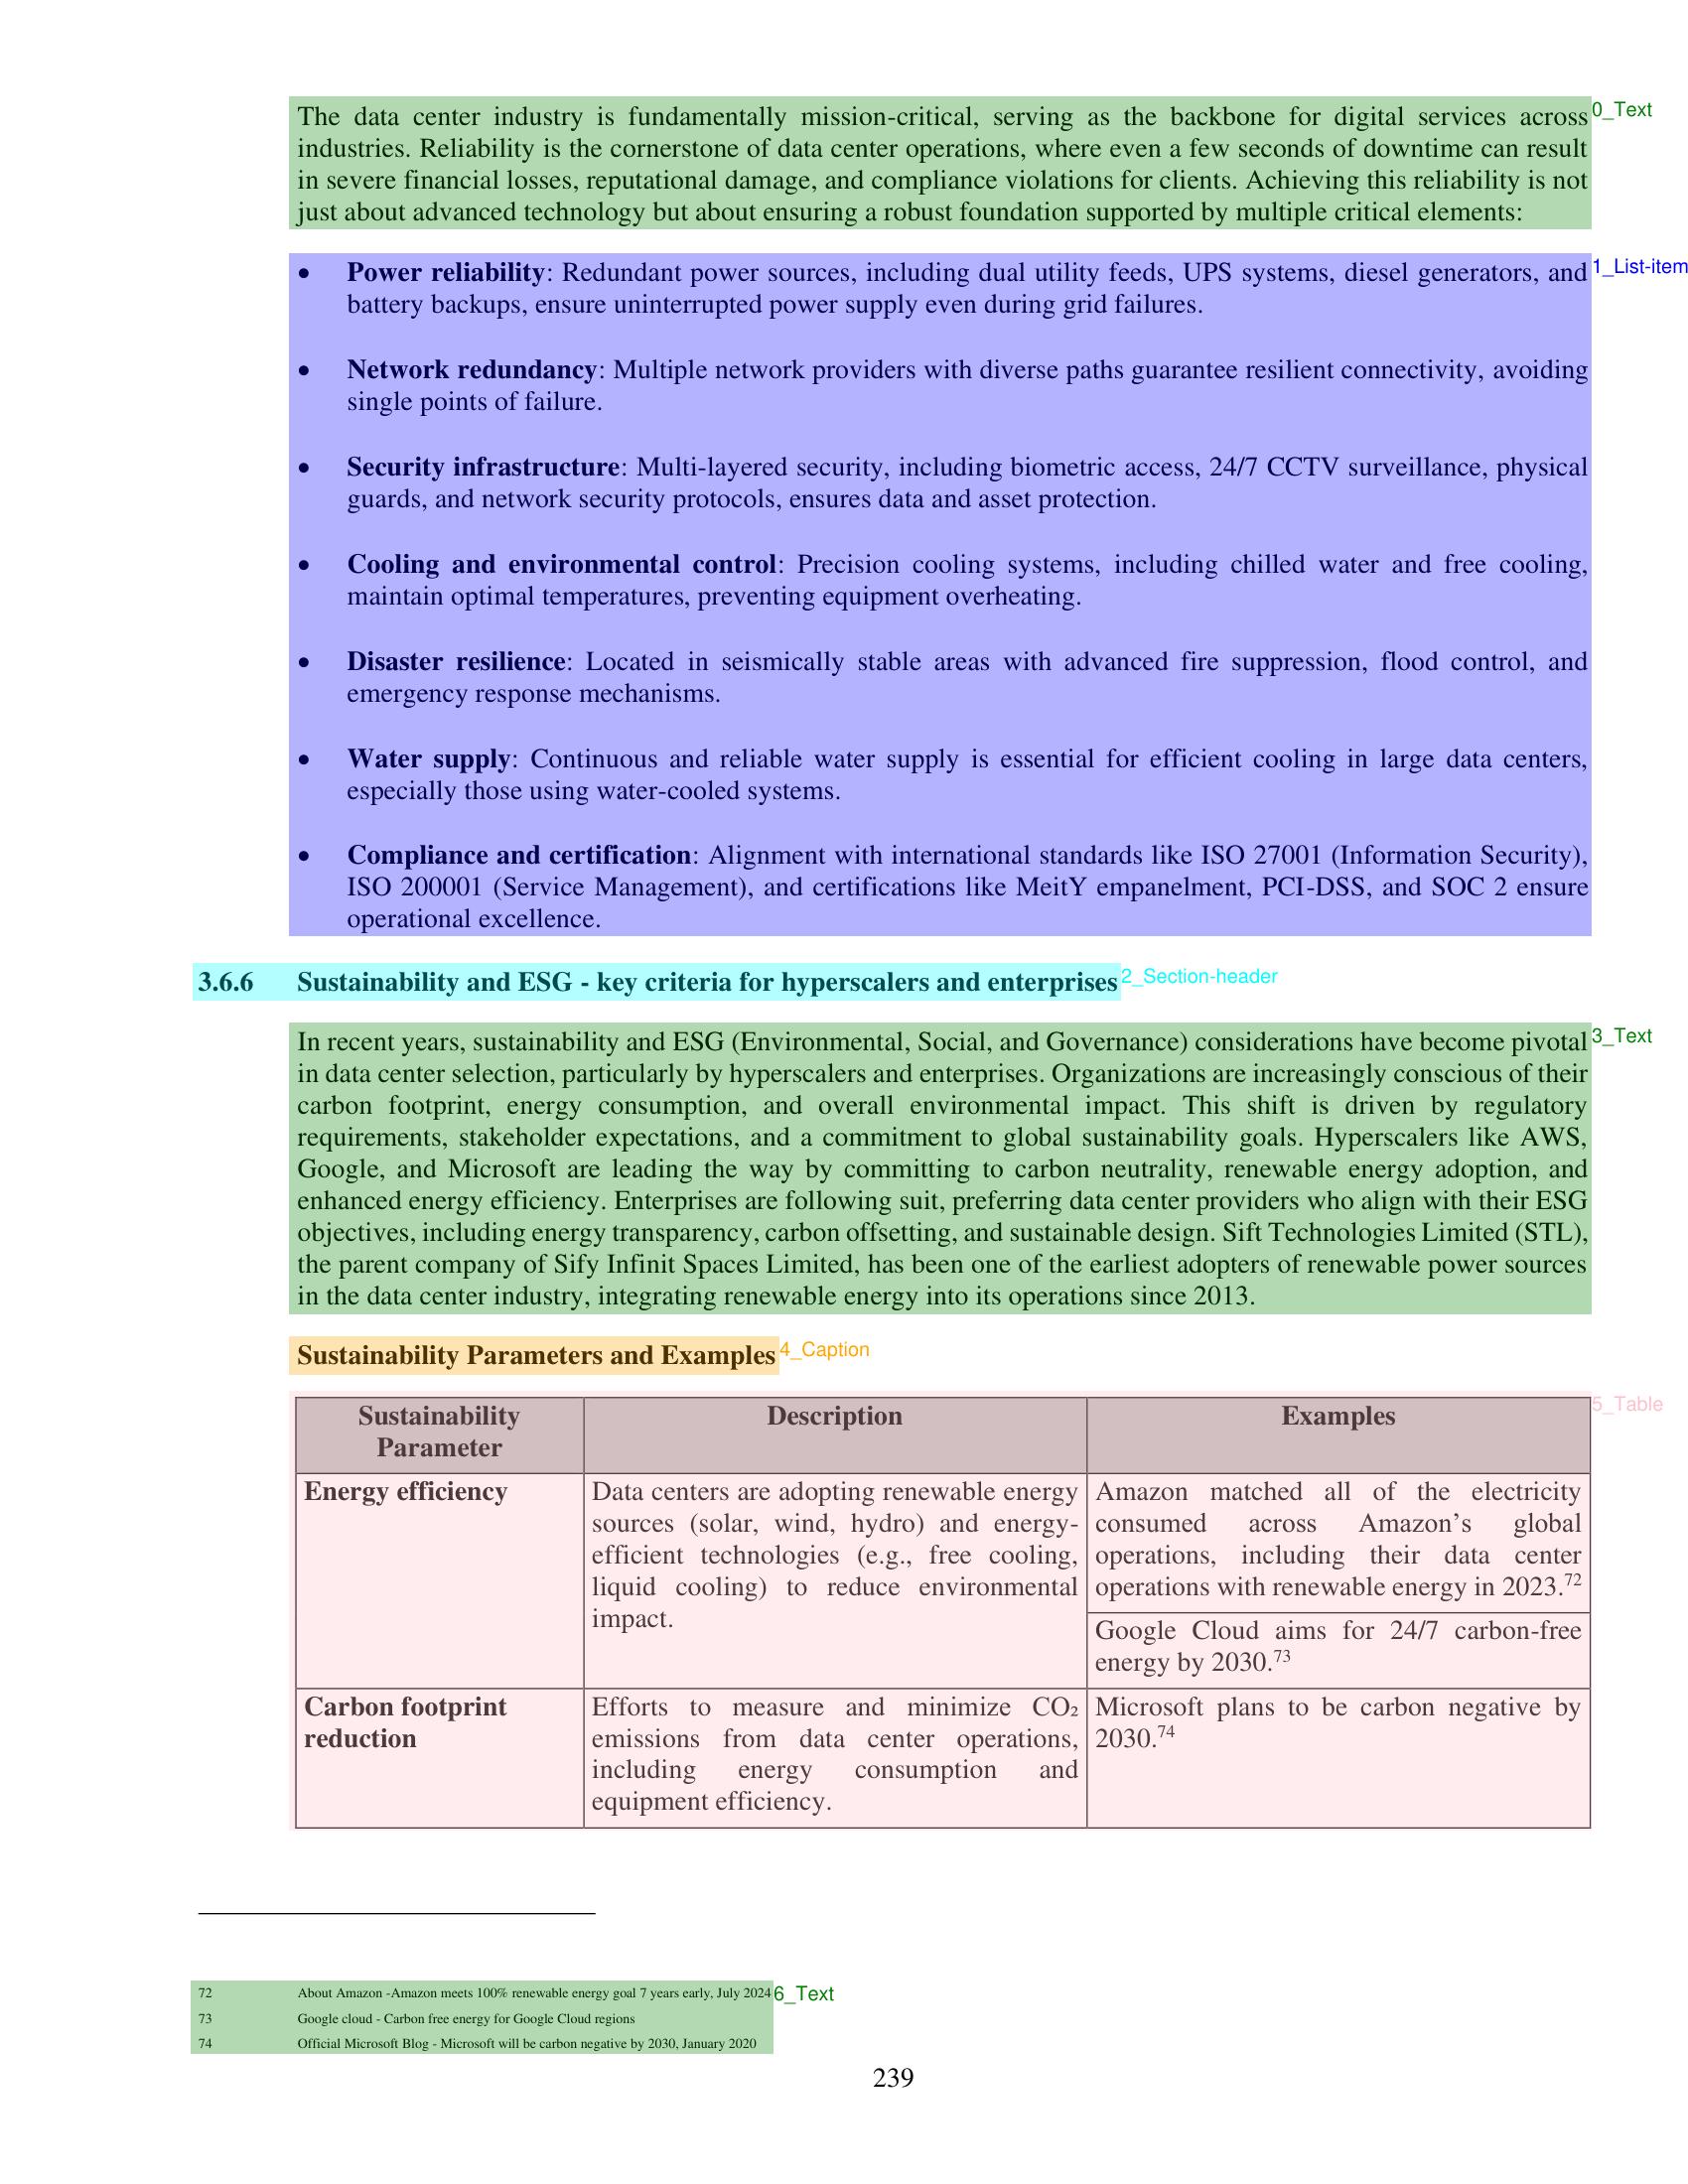 The data center industry is fundamentally mission-critical, serving as the backbone for digital services across
industries. Reliability is the cornerstone of data center operations, where even a few seconds of downtime can result
in severe financial losses, reputational damage, and compliance violations for clients. Achieving this reliability is not
just about advanced technology but about ensuring a robust foundation supported by multiple critical elements:
0_Text
• Power reliability: Redundant power sources, including dual utility feeds, UPS systems, diesel generators, and
battery backups, ensure uninterrupted power supply even during grid failures.
1_List-item
• Network redundancy: Multiple network providers with diverse paths guarantee resilient connectivity, avoiding
single points of failure.
• Security infrastructure: Multi-layered security, including biometric access, 24/7 CCTV surveillance, physical
guards, and network security protocols, ensures data and asset protection.
• Cooling and environmental control: Precision cooling systems, including chilled water and free cooling,
maintain optimal temperatures, preventing equipment overheating.
• Disaster resilience: Located in seismically stable areas with advanced fire suppression, flood control, and
emergency response mechanisms.
• Water supply: Continuous and reliable water supply is essential for efficient cooling in large data centers,
especially those using water-cooled systems.
• Compliance and certification: Alignment with international standards like ISO 27001 (Information Security),
ISO 200001 (Service Management), and certifications like MeitY empanelment, PCI-DSS, and SOC 2 ensure
operational excellence.
3.6.6 Sustainability and ESG - key criteria for hyperscalers and enterprises
2_Section-header
In recent years, sustainability and ESG (Environmental, Social, and Governance) considerations have become pivotal
in data center selection, particularly by hyperscalers and enterprises. Organizations are increasingly conscious of their
carbon footprint, energy consumption, and overall environmental impact. This shift is driven by regulatory
requirements, stakeholder expectations, and a commitment to global sustainability goals. Hyperscalers like AWS,
Google, and Microsoft are leading the way by committing to carbon neutrality, renewable energy adoption, and
enhanced energy efficiency. Enterprises are following suit, preferring data center providers who align with their ESG
objectives, including energy transparency, carbon offsetting, and sustainable design. Sift Technologies Limited (STL),
the parent company of Sify Infinit Spaces Limited, has been one of the earliest adopters of renewable power sources
in the data center industry, integrating renewable energy into its operations since 2013.
3_Text
Sustainability Parameters and Examples
4_Caption
5_Table
Sustainability
Parameter
Description
Examples
Energy efficiency
Data centers are adopting renewable energy
sources (solar, wind, hydro) and energy-
efficient technologies (e.g., free cooling,
liquid cooling) to reduce environmental
impact.
Amazon matched all of the electricity
consumed across Amazon’s global
operations, including their data center
operations with renewable energy in 2023.72
Google Cloud aims for 24/7 carbon-free
energy by 2030.73
Carbon footprint
reduction
Efforts to measure and minimize CO₂
emissions from data center operations,
including energy consumption and
equipment efficiency.
Microsoft plans to be carbon negative by
2030.74
72 About Amazon -Amazon meets 100% renewable energy goal 7 years early, July 2024
6_Text
73 Google cloud - Carbon free energy for Google Cloud regions
74 Official Microsoft Blog - Microsoft will be carbon negative by 2030, January 2020
239